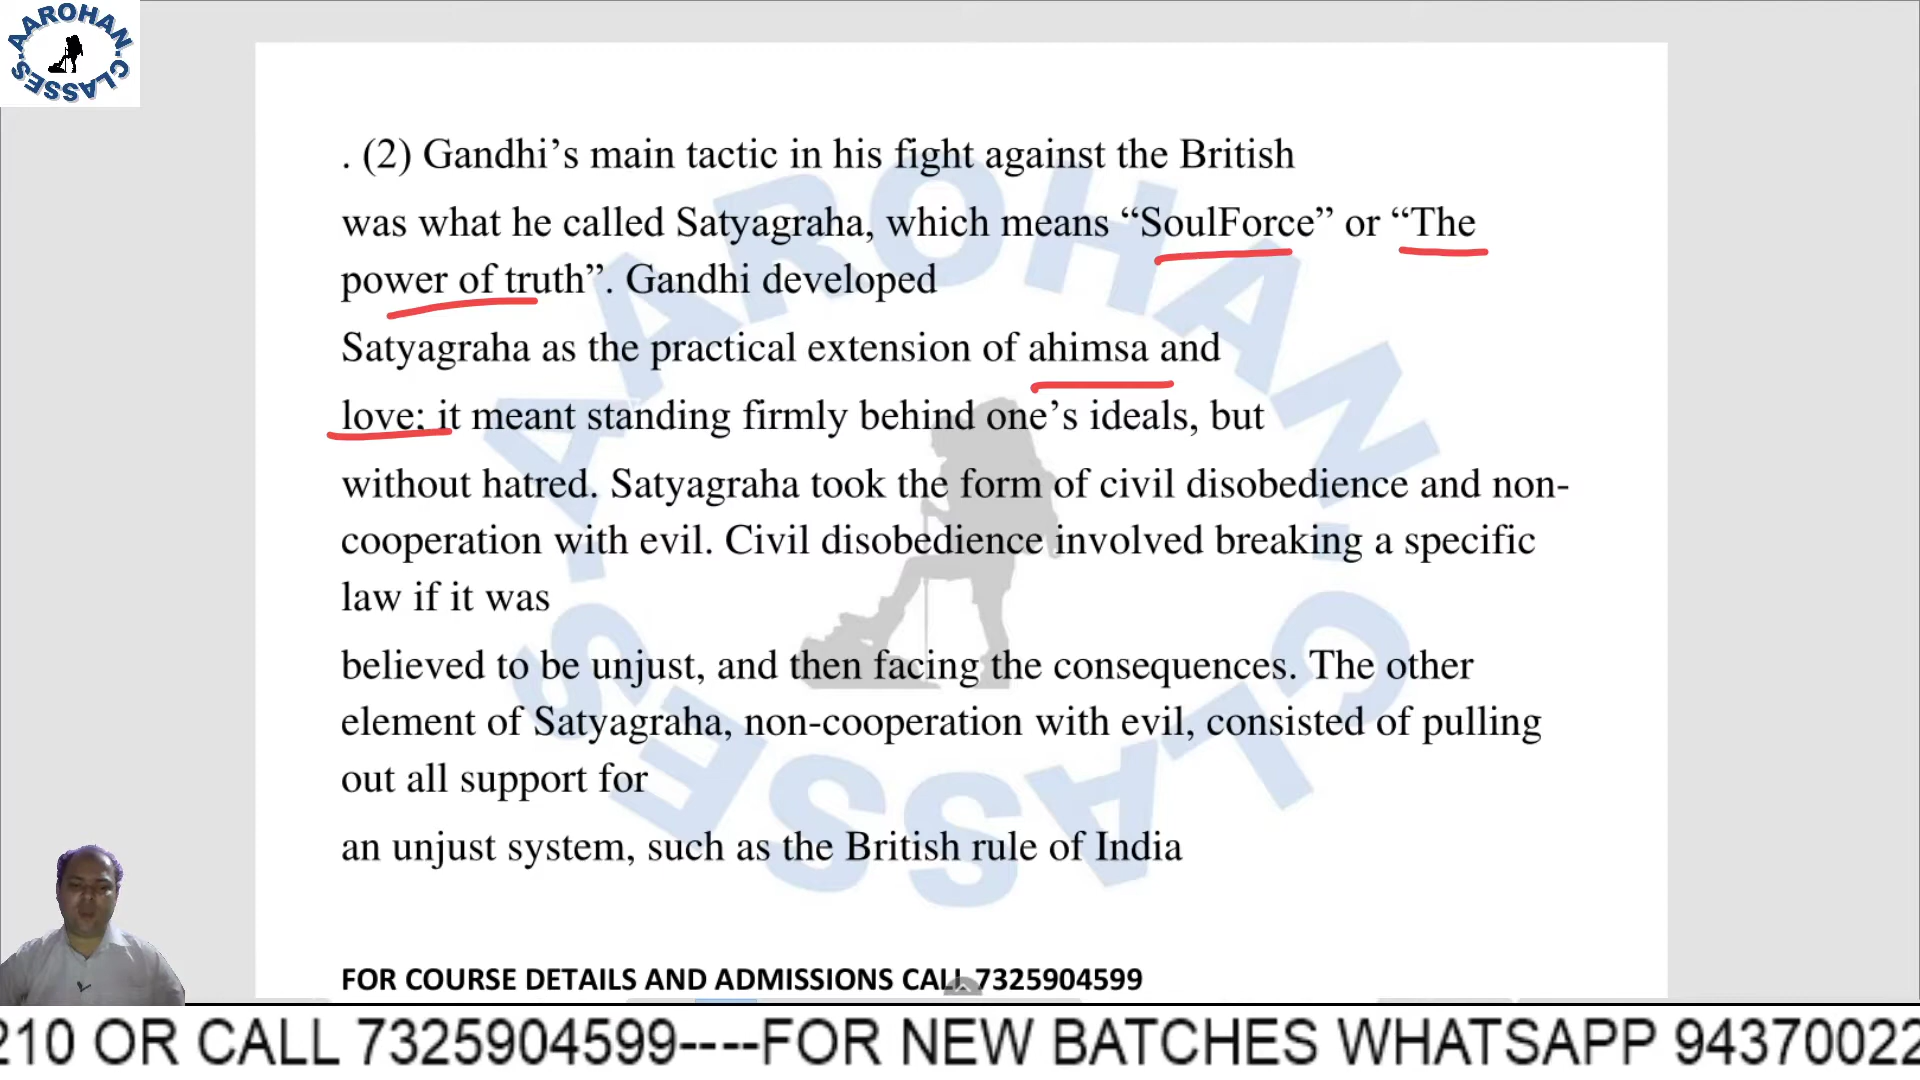 AAROHAN.CLASSES.
. (2) Gandhi’s main tactic in his fight against the British
was what he called Satyagraha, which means “SoulForce” or “The
power of truth”. Gandhi developed
Satyagraha as the practical extension of ahimsa and
love; it meant standing firmly behind one’s ideals, but
without hatred. Satyagraha took the form of civil disobedience and non-
cooperation with evil. Civil disobedience involved breaking a specific
law if it was
believed to be unjust, and then facing the consequences. The other
element of Satyagraha, non-cooperation with evil, consisted of pulling
out all support for
an unjust system, such as the British rule of India
AAROHAN.CLASSES.
FOR COURSE DETAILS AND ADMISSIONS CALL 7325904599
210 OR CALL 7325904599----FOR NEW BATCHES WHATSAPP 94370022